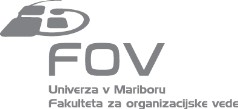 FOV
Univerza v Mariboru
Fakulteta za organizacijske vede